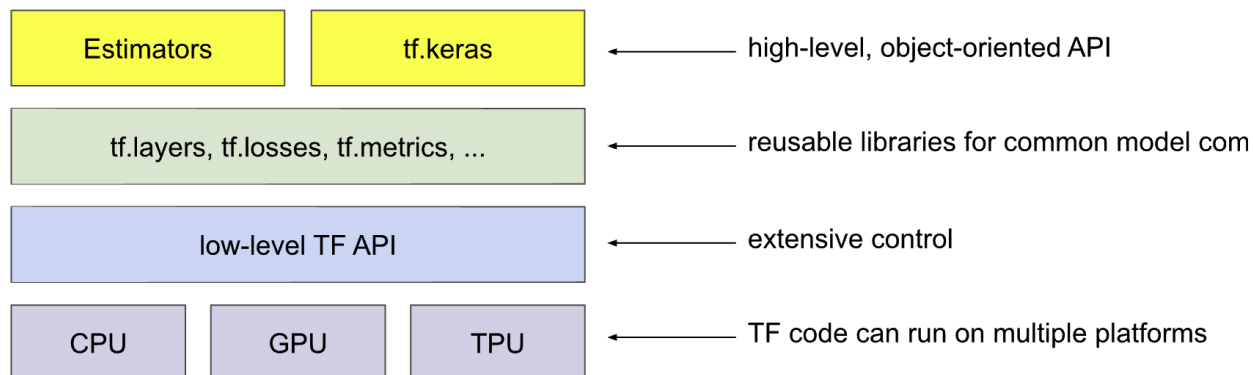 Estimators
tf.keras
high-level, object-oriented API
tf.layers, tf.losses, tf.metrics, ...
reusable libraries for common model com
low-level TF API
extensive control
CPU
GPU
TPU
TF code can run on multiple platforms